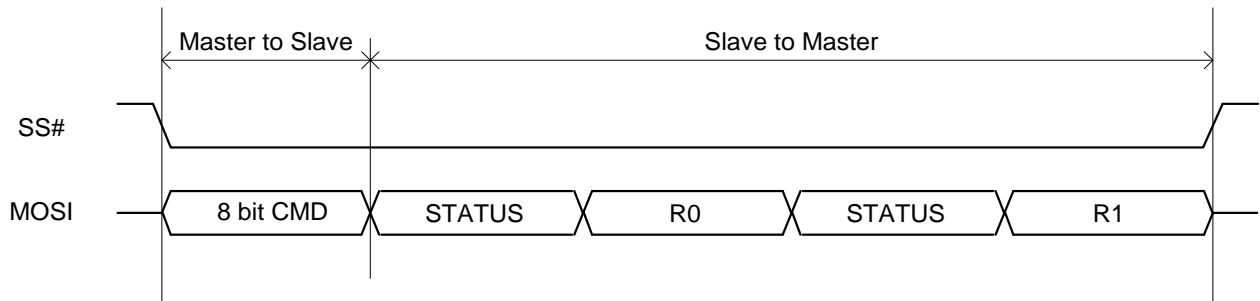 Master to Slave Slave to Master
SS#
MOSI 8 bit CMD STATUS R0 STATUS R1